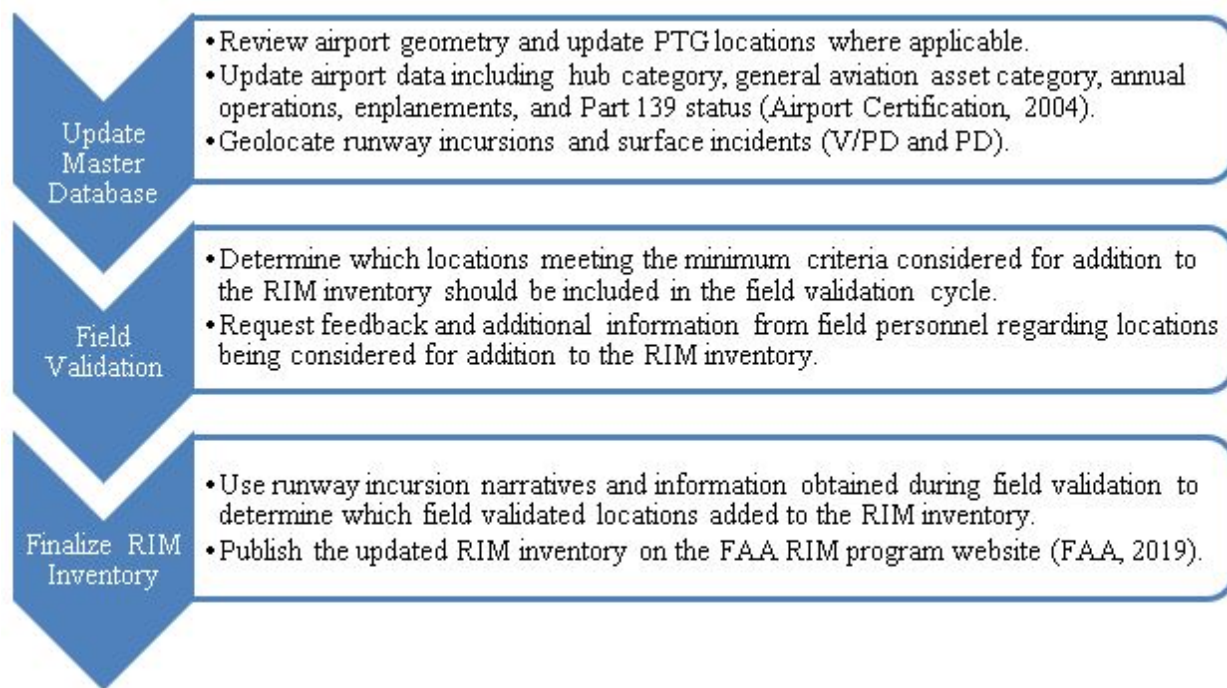 Update
Master
Database
•Review airport geometry and update PTG locations where applicable.
•Update airport data including hub category, general aviation asset category, annual
operations, enplanements, and Part 139 status (Airport Certification, 2004).
•Geolocate runway incursions and surface incidents (V/PD and PD).
Field
Validation
•Determine which locations meeting the minimum criteria considered for addition to
the RIM inventory should be included in the field validation cycle.
•Request feedback and additional information from field personnel regarding locations
being considered for addition to the RIM inventory.
Finalize RIM
Inventory
•Use runway incursion narratives and information obtained during field validation to
determine which field validated locations added to the RIM inventory.
•Publish the updated RIM inventory on the FAA RIM program website (FAA, 2019).